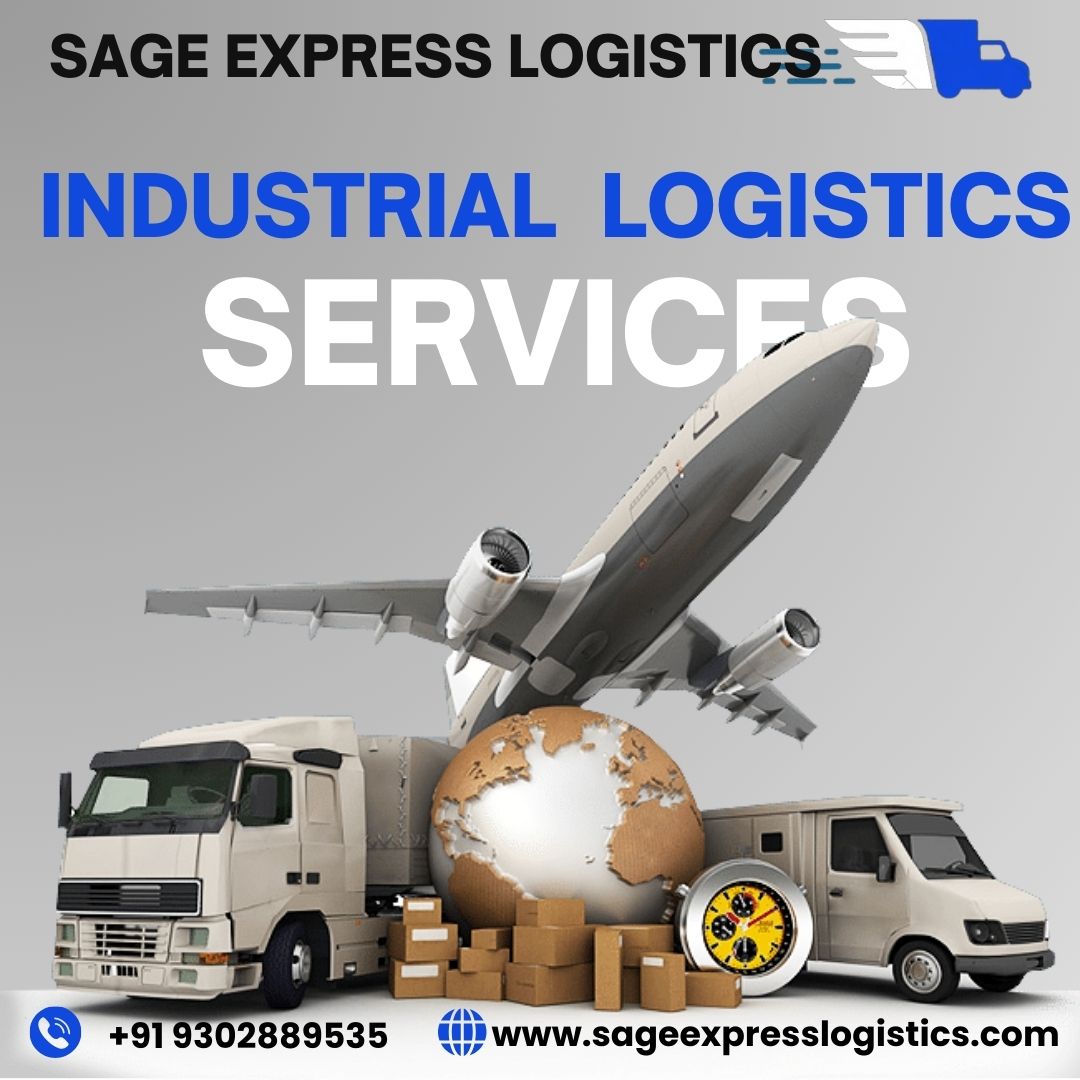 SAGE EXPRESS LOGISTICS
INDUSTRIAL LOGISTICS
SERVICES
+91 9302889535
www.sageexpresslogistics.com